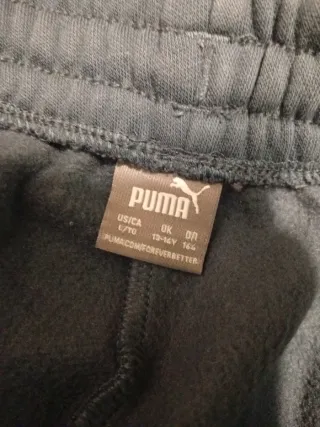 PUMA
US/CA UK DR
13-14Y 164
PUMA.COM/FOREVERBETTER